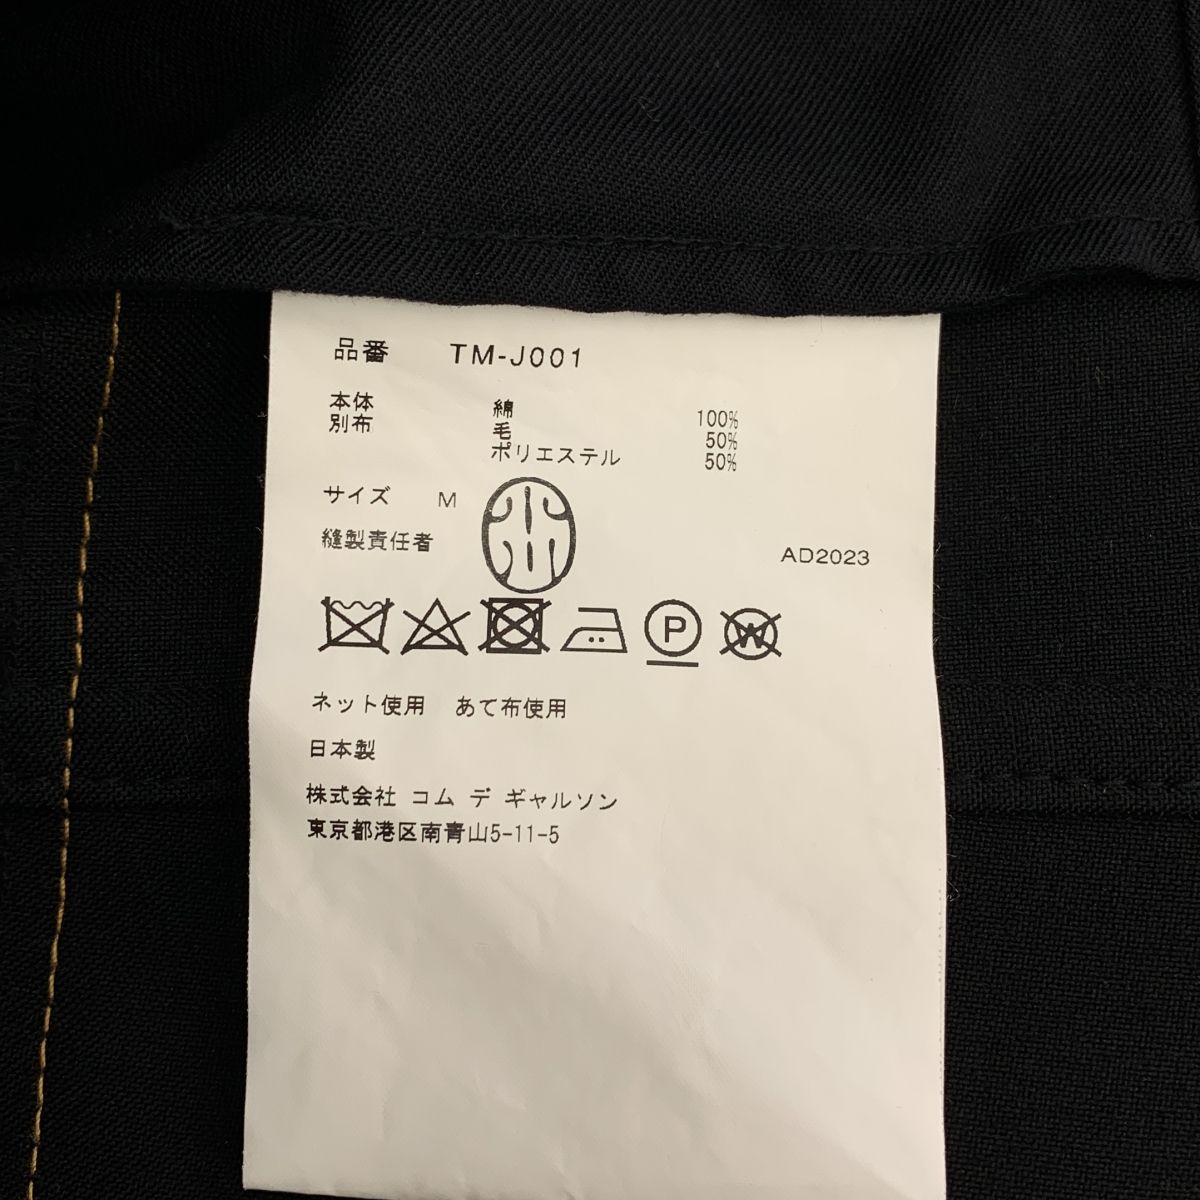 品番 TM-J001
本体 綿 100%
別布 毛 50%
ポリエステル 50%
サイズ M
縫製責任者 AD2023
P W
ネット使用 あて布使用
日本製
株式会社 コム デ ギャルソン
東京都港区南青山5-11-5